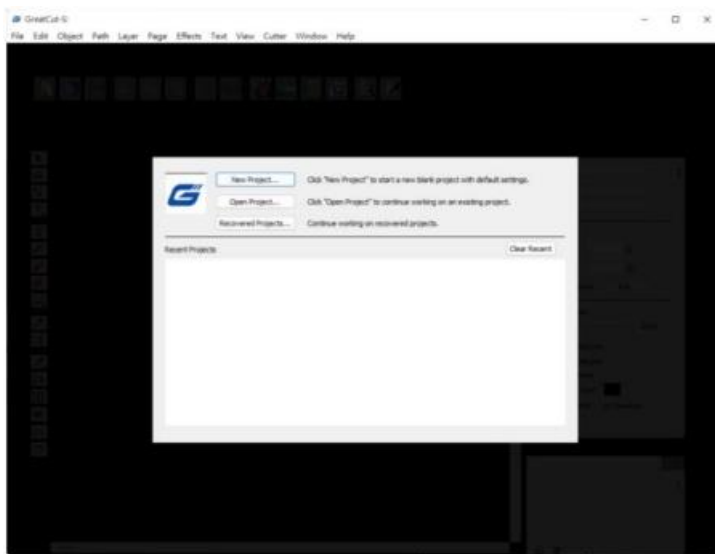 GreatCut-S
File Edit Object Path Layer Page Effects Text View Cutter Window Help
New Project... Click "New Project" to start a new blank project with default settings.
Open Project... Click "Open Project" to continue working on an existing project.
Recovered Projects... Continue working on recovered projects.
Recent Projects Clear Recent